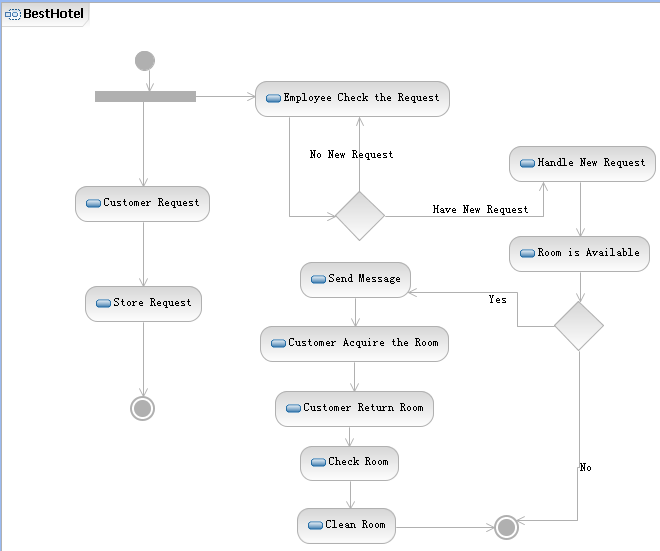 BestHotel
Employee Check the Request
No New Request
Handle New Request
Customer Request
Have New Request
Room is Available
Send Message
Yes
Store Request
Customer Acquire the Room
Customer Return Room
Check Room
No
Clean Room